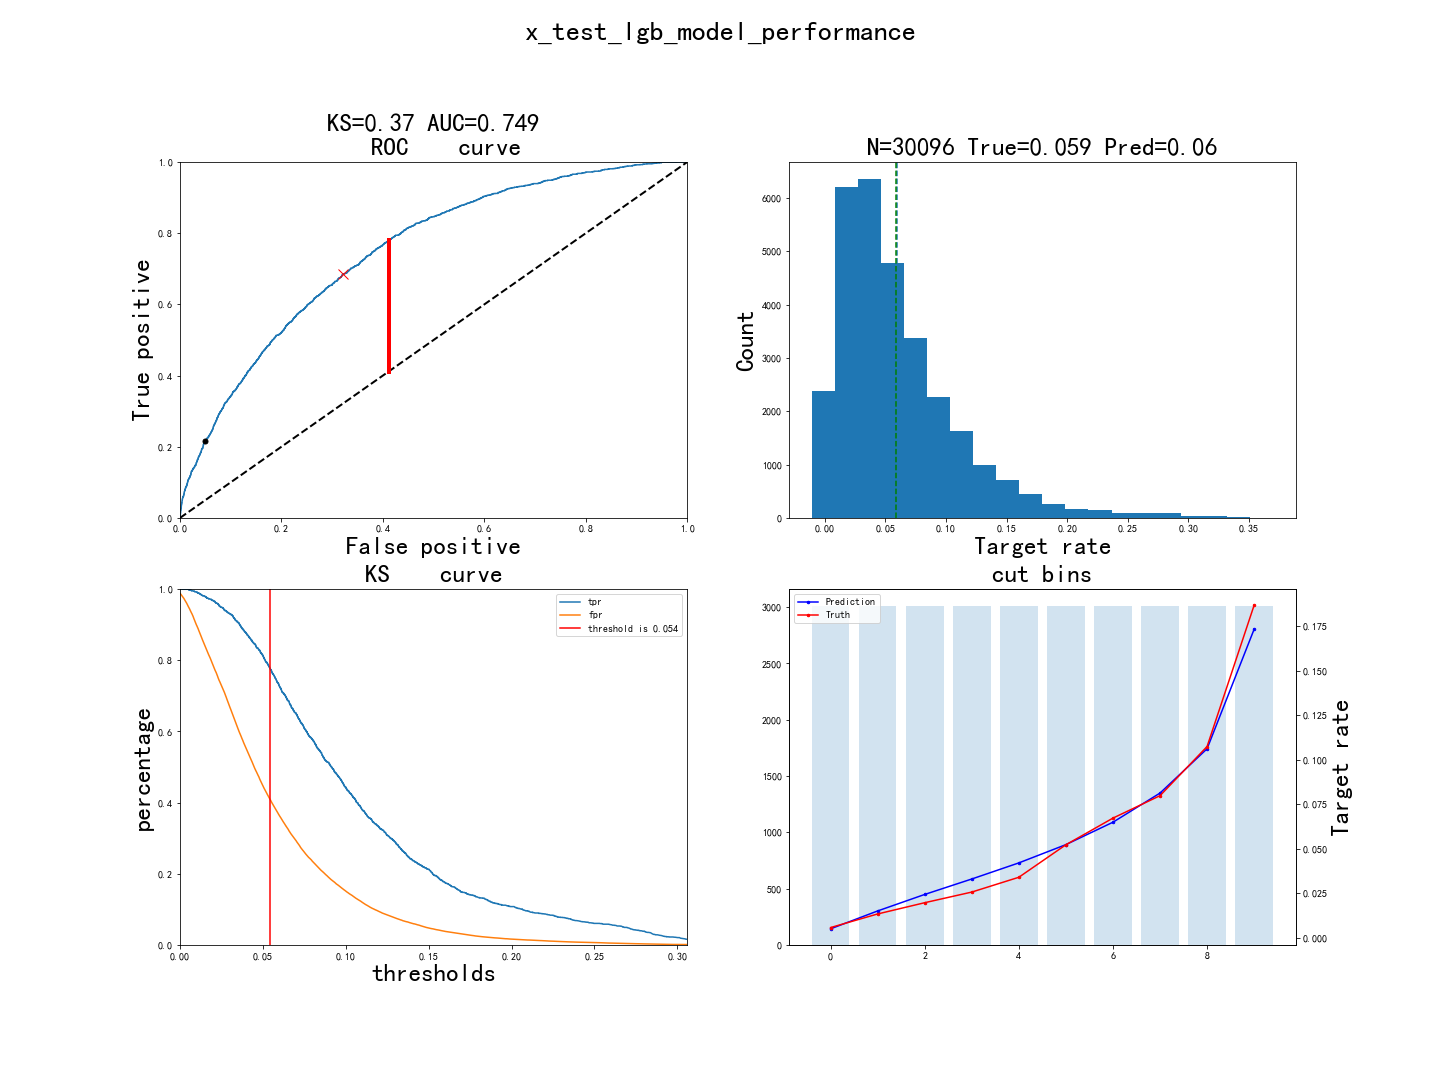 x_test_lgb_model_performance
KS=0.37 AUC=0.749
ROC    curve
1.0
0.8
0.6
0.4
0.2
0.0
0.0 0.2 0.4 0.6 0.8 1.0
True positive
False positive
N=30096 True=0.059 Pred=0.06
6000
5000
4000
3000
2000
1000
0
0.00 0.05 0.10 0.15 0.20 0.25 0.30 0.35
Count
Target rate
KS    curve
1.0
0.8
0.6
0.4
0.2
0.0
0.00 0.05 0.10 0.15 0.20 0.25 0.30
percentage
thresholds
tpr
fpr
threshold is 0.054
cut bins
Prediction
Truth
3000
2500
2000
1500
1000
500
0
0 2 4 6 8
0.175
0.150
0.125
0.100
0.075
0.050
0.025
0.000
Target rate